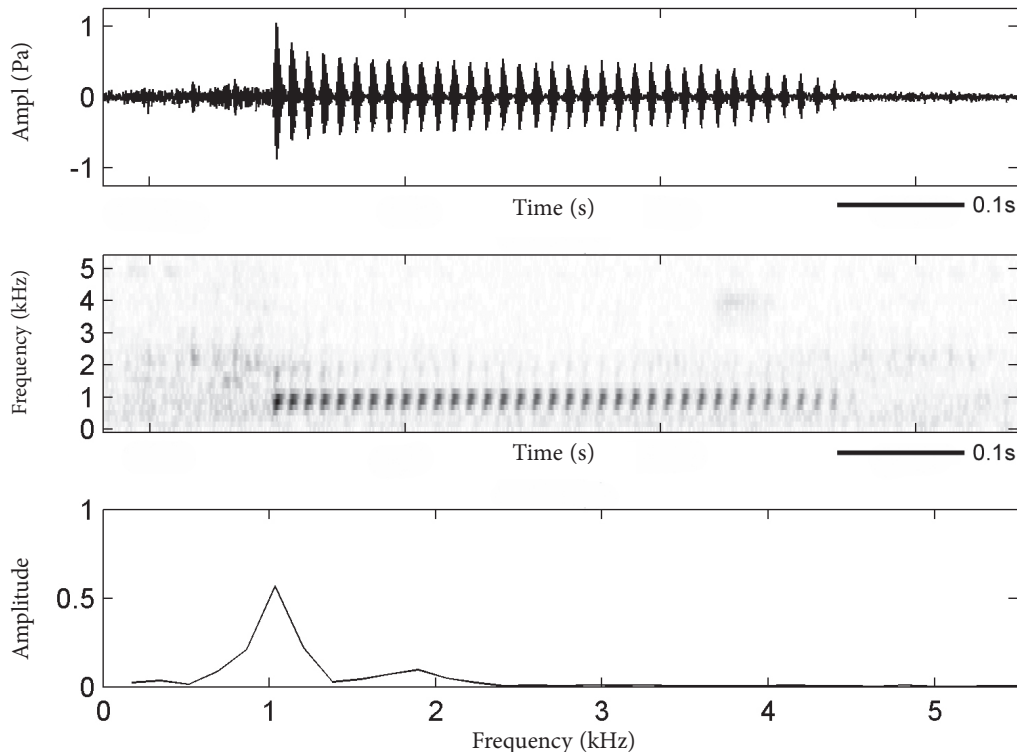 Ampl (Pa)
1
0
-1
Time (s)
0.1s
Frequency (kHz)
5
4
3
2
1
0
Time (s)
0.1s
Amplitude
1
0.5
0
0 1 2 3 4 5
Frequency (kHz)